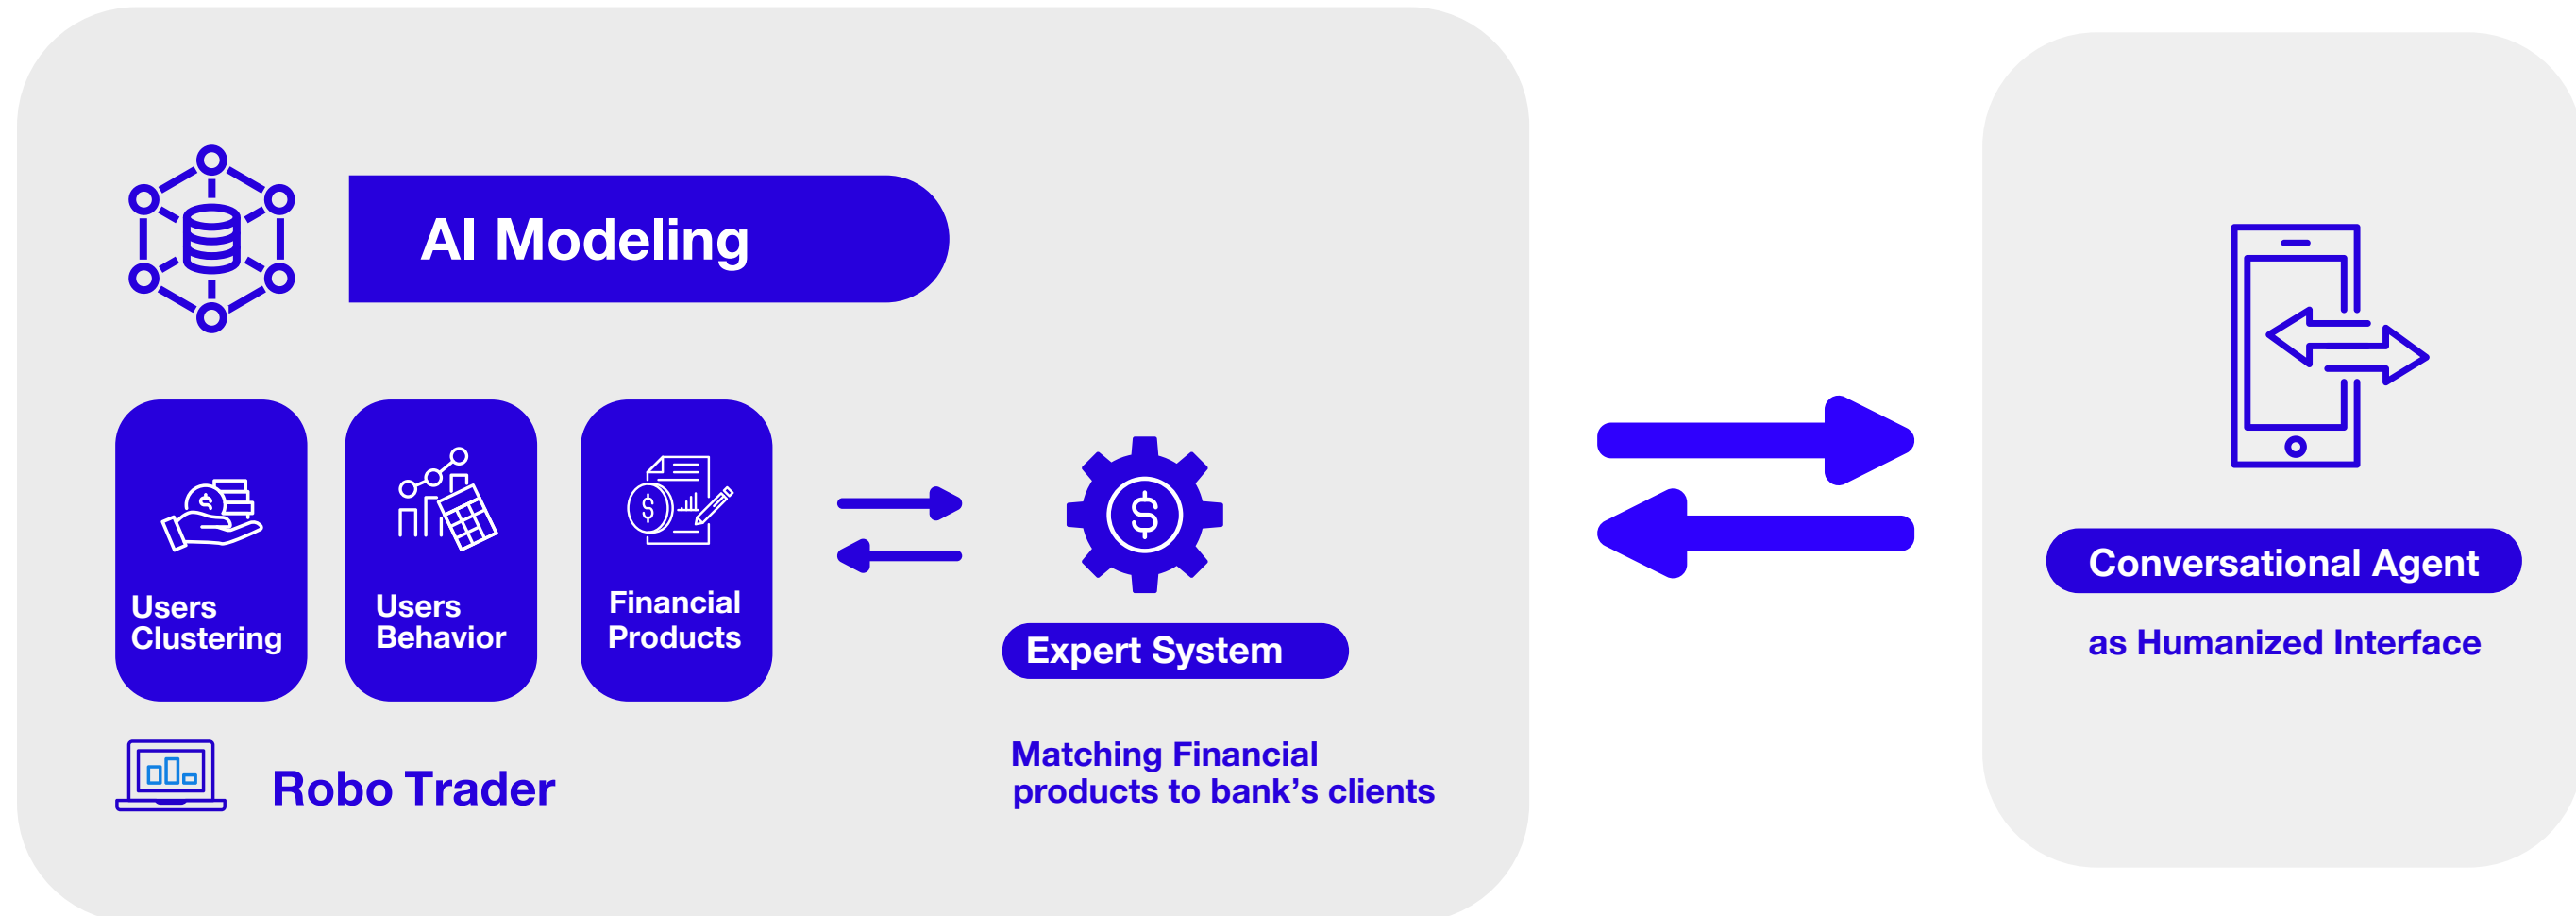 AI Modeling
Users
Clustering
Users
Behavior
Financial
Products
Robo Trader
Expert System
Matching Financial
products to bank’s clients
Conversational Agent
as Humanized Interface